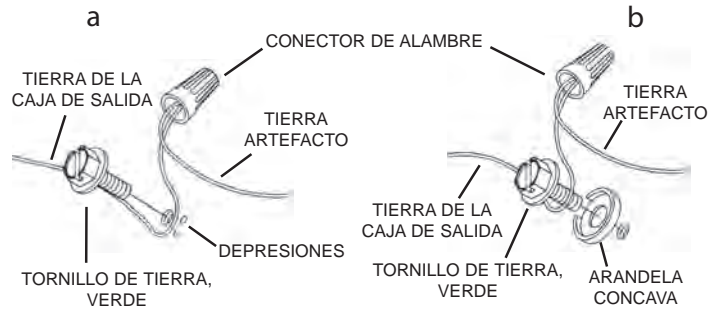 a
b
CONECTOR DE ALAMBRE
TIERRA DE LA
CAJA DE SALIDA
TIERRA
ARTEFACTO
DEPRESIONES
TORNILLO DE TIERRA,
VERDE
TIERRA
ARTEFACTO
TIERRA DE LA
CAJA DE SALIDA
TORNILLO DE TIERRA,
VERDE
ARANDELA
CONCAVA